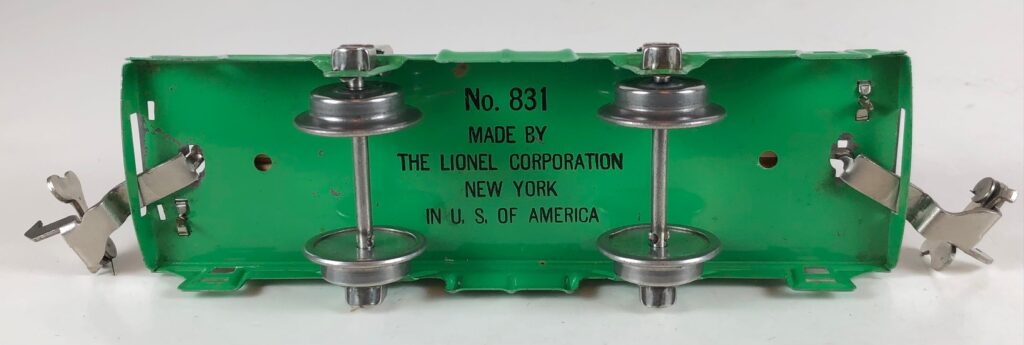 No. 831
MADE BY
THE LIONEL CORPORATION
NEW YORK
IN U. S. OF AMERICA